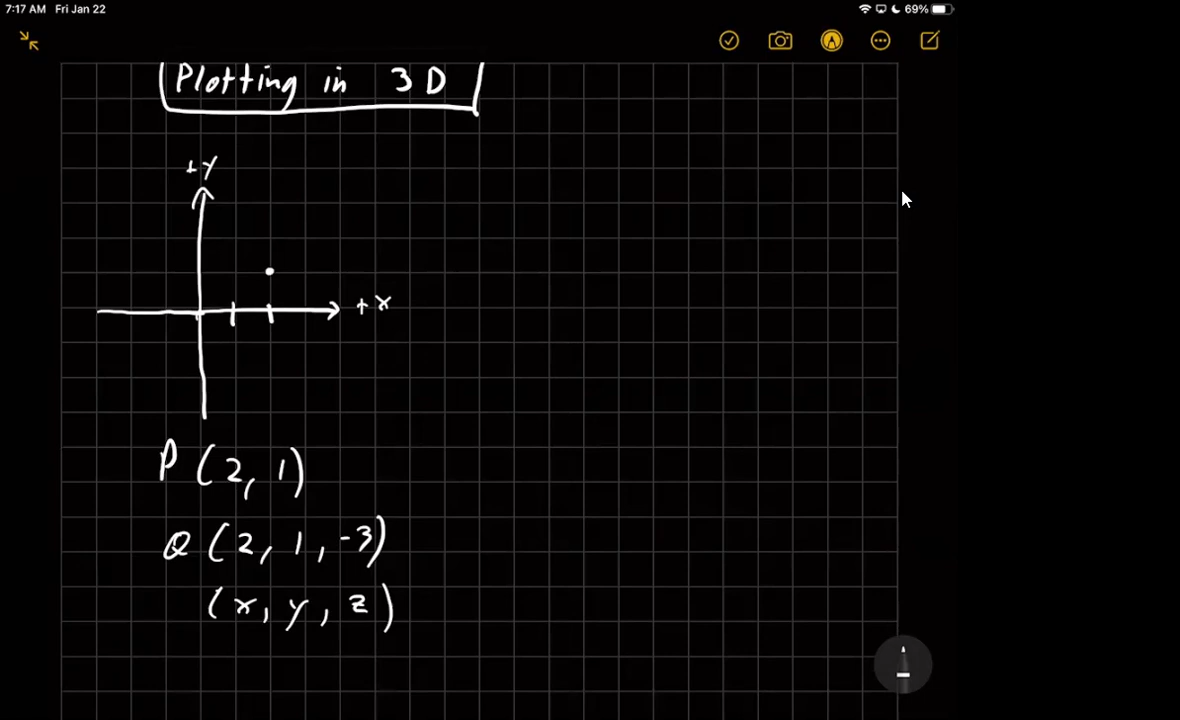 7:17 AM Fri Jan 22
69%
Plotting in 3D
+y
+x
P (2, 1)
Q (2, 1, -3)
(x, y, z)